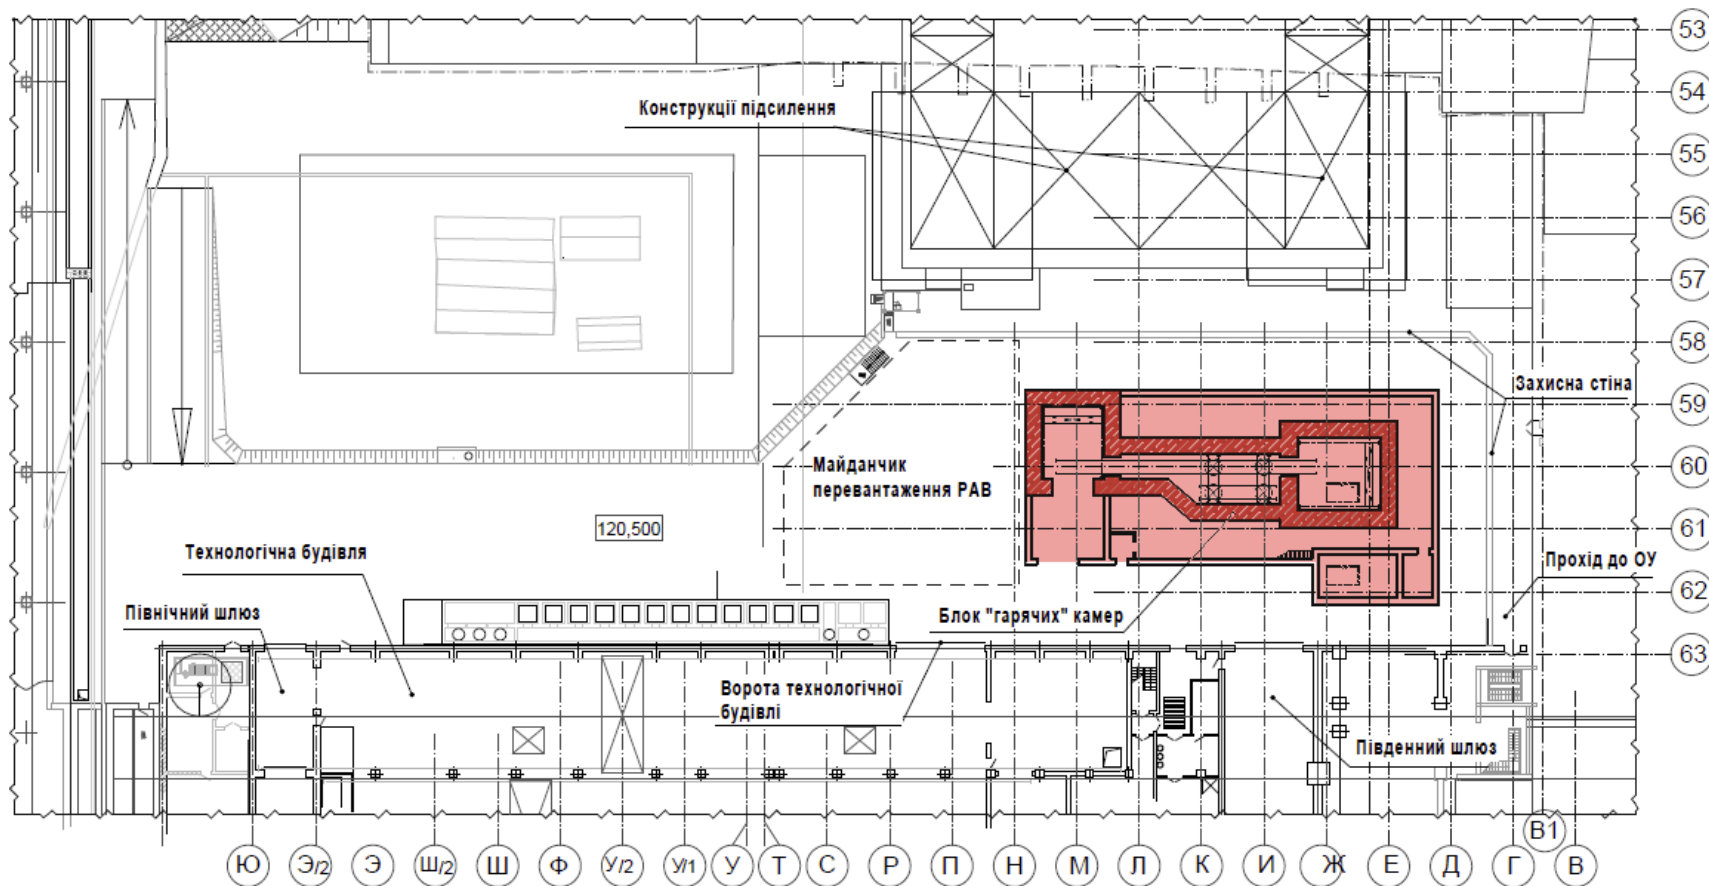 53
54
Конструкції підсилення
55
56
57
58
Захисна стіна
59
Майданчик
перевантаження РАВ
60
120,500
61
Технологічна будівля
Прохід до ОУ
62
Північний шлюз
Блок "гарячих" камер
63
Ворота технологічної
будівлі
Південний шлюз
В1
Ю
Э/2
Э
Ш/2
Ш
Ф
У/2
У/1
У
Т
С
Р
П
Н
М
Л
К
И
Ж
Е
Д
Г
В